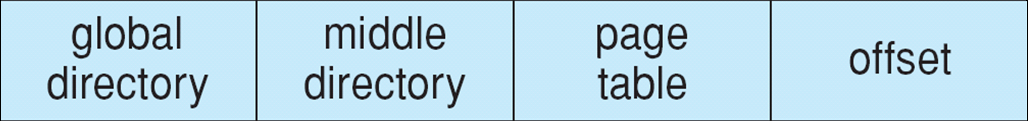 global
directory
middle
directory
page
table
offset